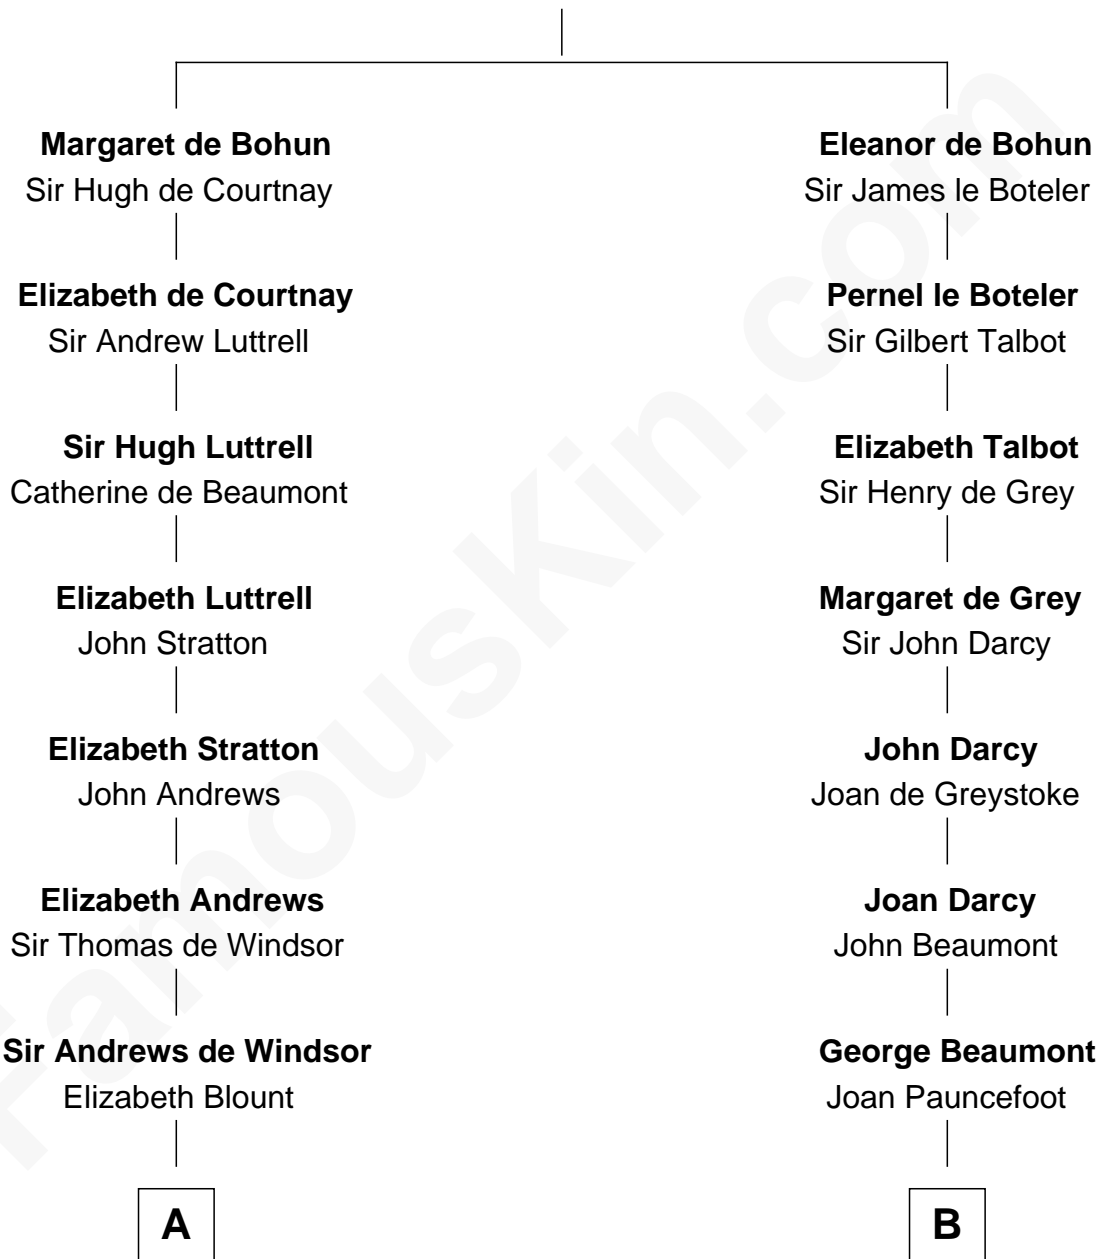 Margaret de Bohun
Sir Hugh de Courtnay
Elizabeth de Courtnay
Sir Andrew Luttrell
Sir Hugh Luttrell
Catherine de Beaumont
Elizabeth Luttrell
John Stratton
Elizabeth Stratton
John Andrews
Elizabeth Andrews
Sir Thomas de Windsor
Sir Andrews de Windsor
Elizabeth Blount
A
Eleanor de Bohun
Sir James le Boteler
Pernel le Boteler
Sir Gilbert Talbot
Elizabeth Talbot
Sir Henry de Grey
Margaret de Grey
Sir John Darcy
John Darcy
Joan de Greystoke
Joan Darcy
John Beaumont
George Beaumont
Joan Pauncefoot
B
FamousKin.com